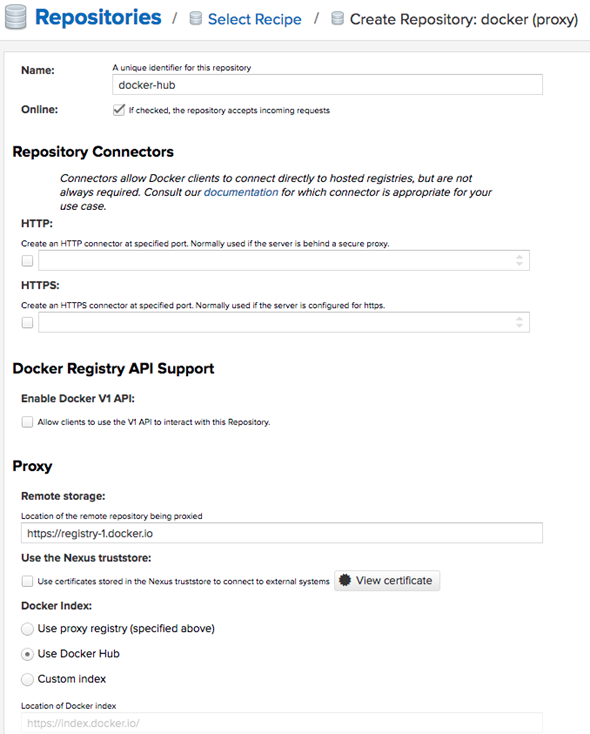 Repositories / Select Recipe / Create Repository: docker (proxy)
Name:
A unique identifier for this repository
docker-hub
Online:
If checked, the repository accepts incoming requests
Repository Connectors
Connectors allow Docker clients to connect directly to hosted registries, but are not
always required. Consult our documentation for which connector is appropriate for your
use case.
HTTP:
Create an HTTP connector at specified port. Normally used if the server is behind a secure proxy.
HTTPS:
Create an HTTPS connector at specified port. Normally used if the server is configured for https.
Docker Registry API Support
Enable Docker V1 API:
Allow clients to use the V1 API to interact with this Repository.
Proxy
Remote storage:
Location of the remote repository being proxied
https://registry-1.docker.io
Use the Nexus truststore:
Use certificates stored in the Nexus truststore to connect to external systems View certificate
Docker Index:
Use proxy registry (specified above)
Use Docker Hub
Custom index
Location of Docker index
https://index.docker.io/